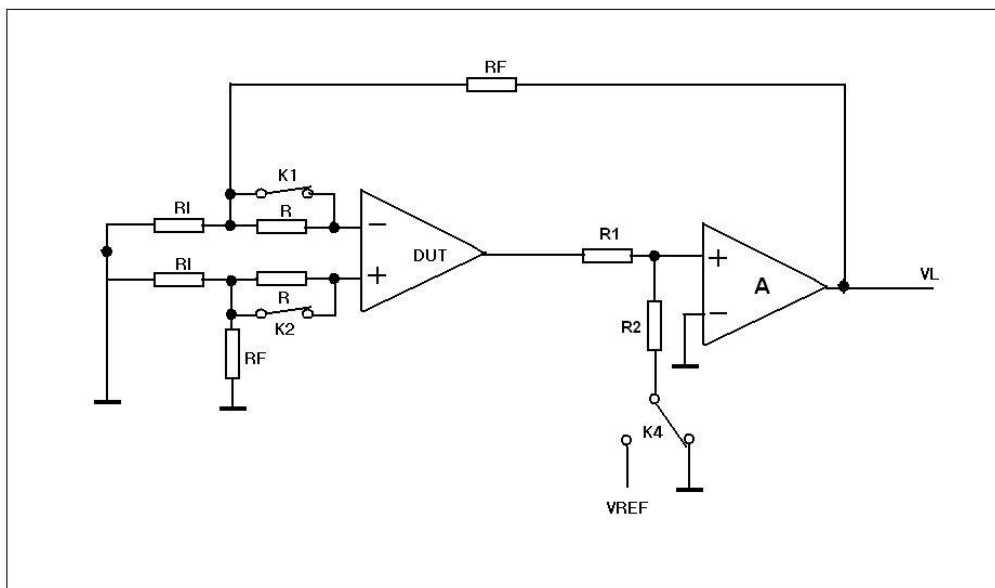 RF
K1
RI
R
−
DUT
R1
+
A
VL
RI
R
+
−
K2
R2
RF
K4
VREF